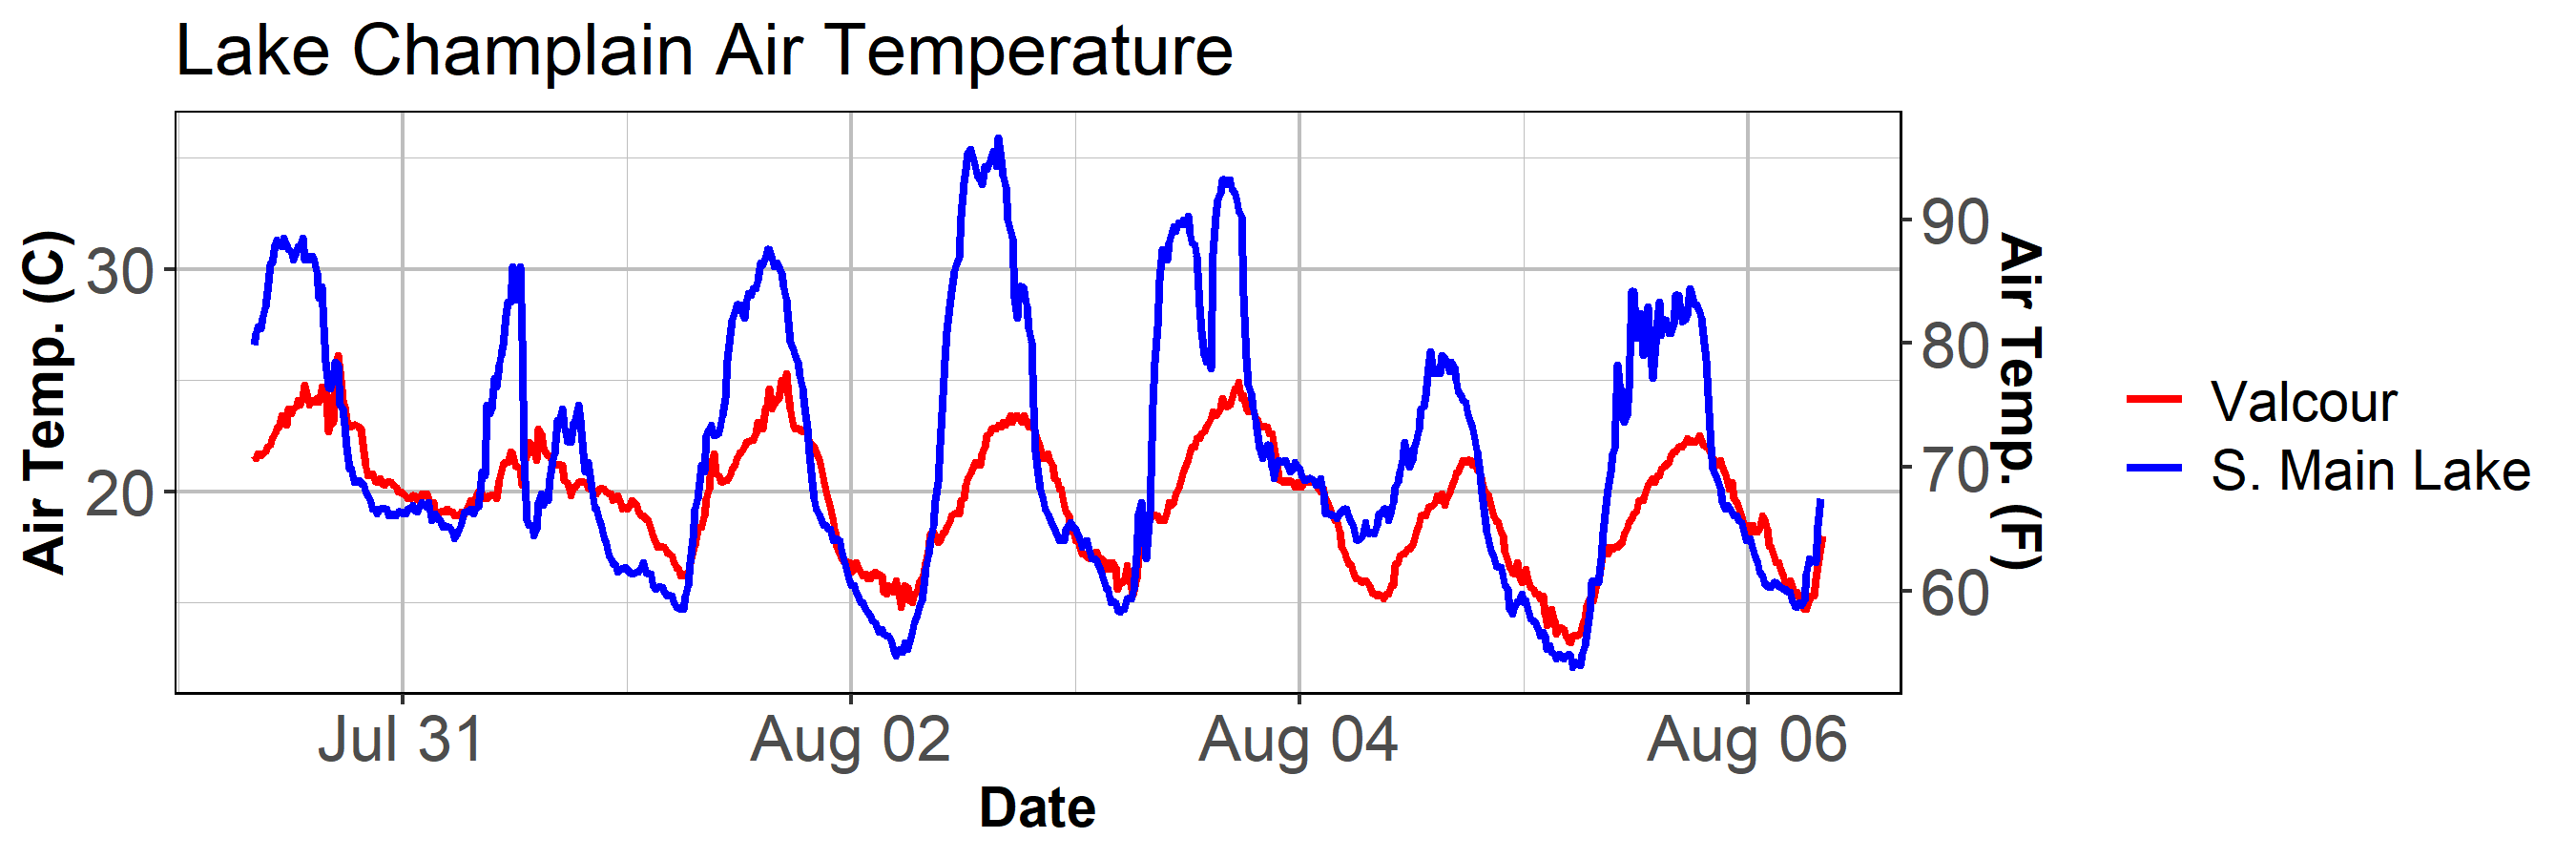 Lake Champlain Air Temperature
Air Temp. (C)
30
20
90
80
70
60
Air Temp. (F)
Valcour
S. Main Lake
Jul 31
Aug 02
Aug 04
Aug 06
Date